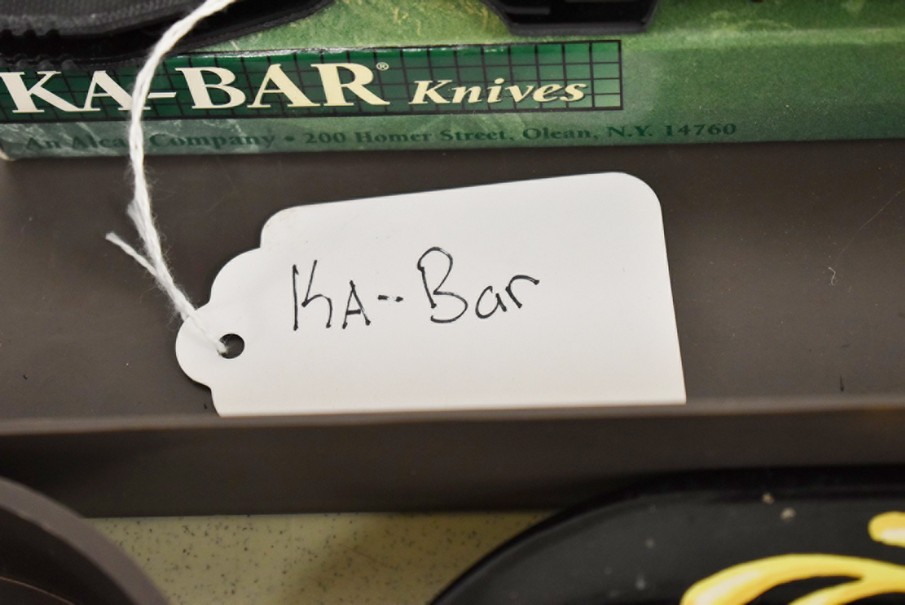 KA-BAR® Knives
An Alcas Company • 200 Homer Street, Olean, N.Y. 14760
KA--Bar